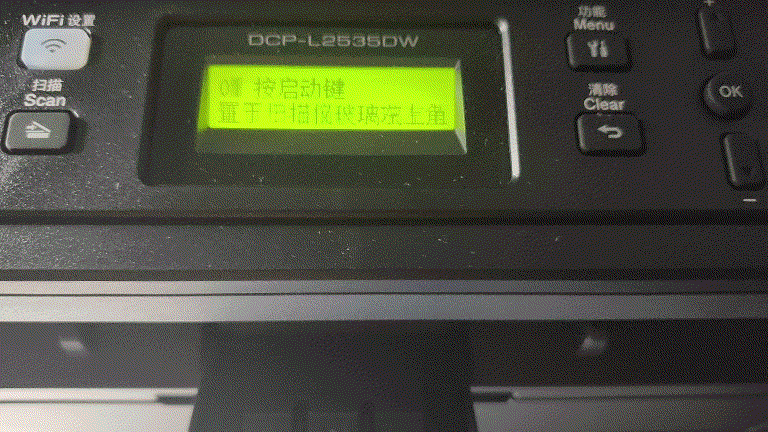 WiFi 设置
DCP-L2535DW
功能
Menu
按启动键
置于扫描仪玻璃左上角
扫描
Scan
清除
Clear
OK
+
-